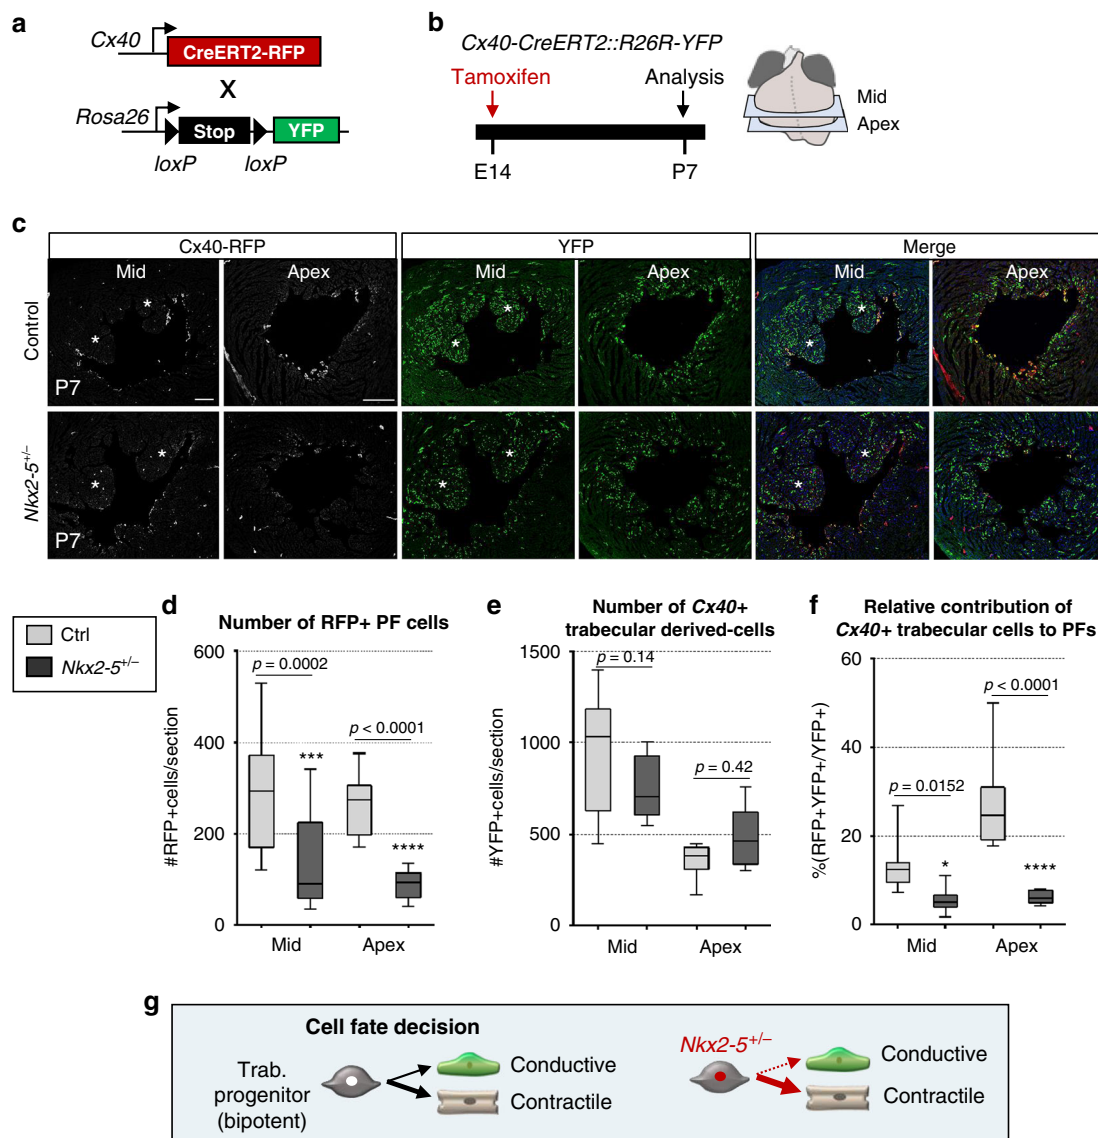 a
Cx40
CreERT2-RFP
X
Rosa26
Stop
YFP
loxP
loxP
b
Cx40-CreERT2::R26R-YFP
Tamoxifen
Analysis
E14
P7
Mid
Apex
c
Cx40-RFP
YFP
Merge
Mid
Apex
Mid
Apex
Mid
Apex
Control
*
*
*
*
*
*
P7
Nkx2-5+/–
*
*
*
*
*
*
P7
Ctrl
Nkx2-5+/–
d
Number of RFP+ PF cells
#RFP+cells/section
600
400
200
0
p = 0.0002
p < 0.0001
***
****
Mid
Apex
e
Number of Cx40+
trabecular derived-cells
#YFP+cells/section
1500
1000
500
0
p = 0.14
p = 0.42
Mid
Apex
f
Relative contribution of
Cx40+ trabecular cells to PFs
%(RFP+YFP+/YFP+)
60
40
20
0
p < 0.0001
p = 0.0152
*
****
Mid
Apex
g
Cell fate decision
Trab.
progenitor
(bipotent)
Conductive
Contractile
Nkx2-5+/–
Conductive
Contractile